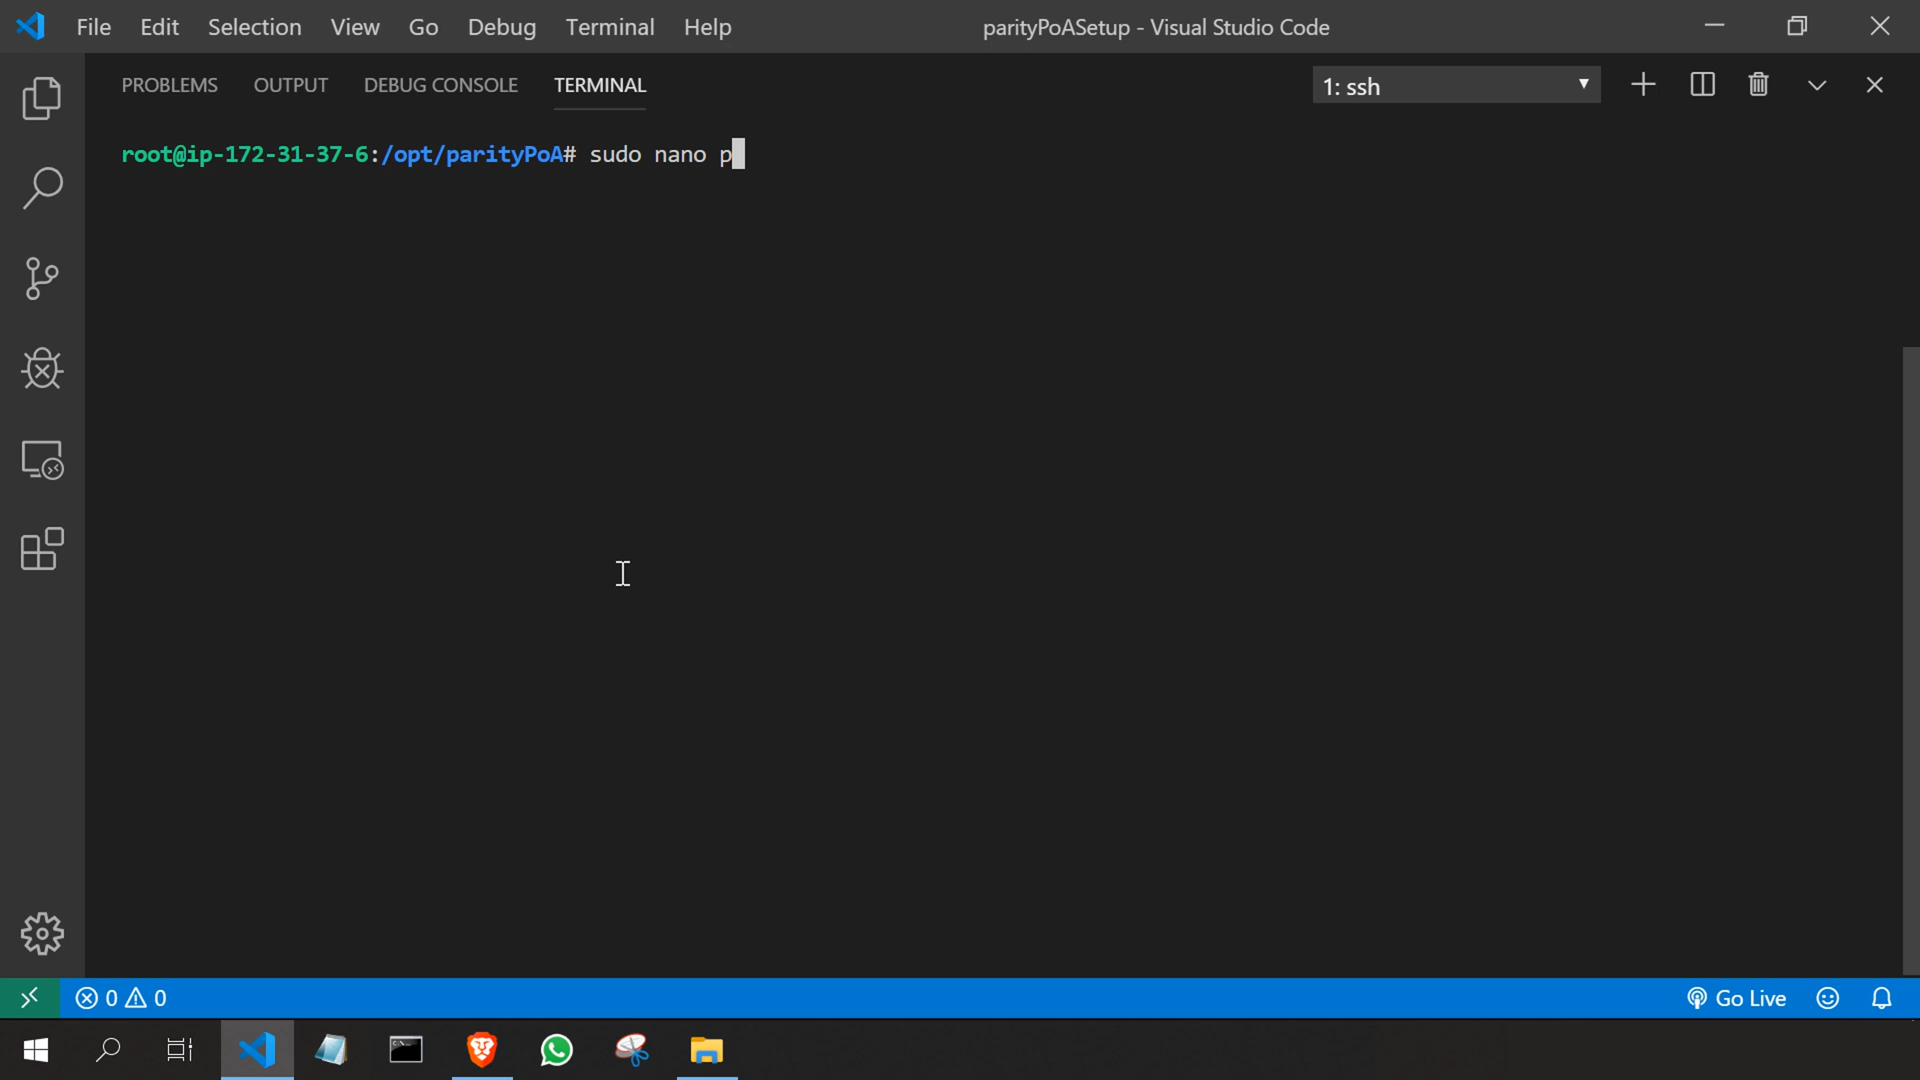 File Edit Selection View Go Debug Terminal Help parityPoASetup - Visual Studio Code
PROBLEMS OUTPUT DEBUG CONSOLE TERMINAL 1: ssh
root@ip-172-31-37-6:/opt/parityPoA# sudo nano p
0 0 Go Live